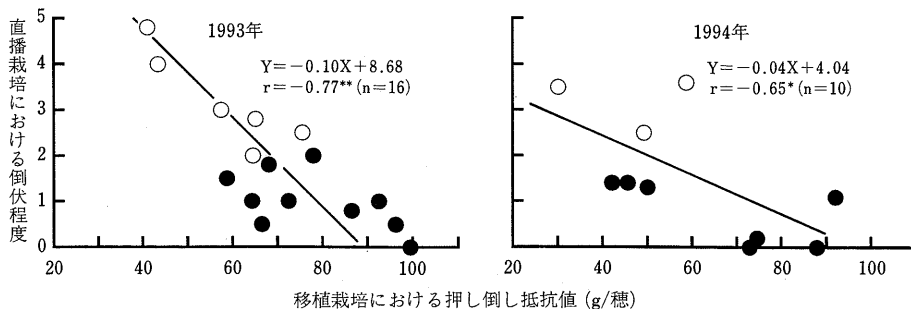 直播栽培における倒伏程度
5
4
3
2
1
0
1993年
Y=−0.10X+8.68
r=−0.77** (n=16)
20 40 60 80 100
1994年
Y=−0.04X+4.04
r=−0.65* (n=10)
20 40 60 80 100
移植栽培における押し倒し抵抗値 (g/穂)